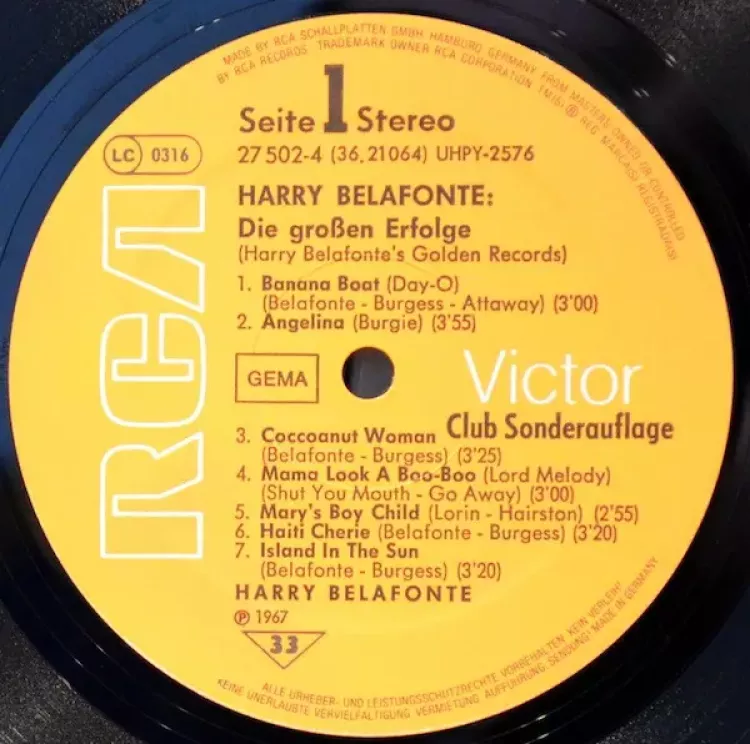 MADE BY RCA SCHALLPLATTEN GMBH HAMBURG GERMANY FROM MASTERS OWNED OR CONTROLLED
BY RCA RECORDS. TRADEMARK OWNER RCA CORPORATION TM(S) ® REG MARCA(S) REGISTRADA(S)
Seite 1 Stereo
LC 0316
27 502-4 (36,21064) UHPY-2576
HARRY BELAFONTE:
Die großen Erfolge
(Harry Belafonte's Golden Records)
1. Banana Boat (Day-O)
(Belafonte - Burgess - Attaway) (3'00)
2. Angelina (Burgie) (3'55)
RCA
GEMA
Victor
Club Sonderauflage
3. Coccoanut Woman
(Belafonte - Burgess) (3'25)
4. Mama Look A Boo-Boo (Lord Melody)
(Shut You Mouth - Go Away) (3'00)
5. Mary's Boy Child (Lorin - Hairston) (2'55)
6. Haiti Cherie (Belafonte - Burgess) (3'20)
7. Island In The Sun
(Belafonte - Burgess) (3'20)
HARRY BELAFONTE
℗ 1967
33
ALLE URHEBER- UND LEISTUNGSSCHUTZRECHTE VORBEHALTEN KEIN VERLEIH!
KEINE UNERLAUBTE VERVIELFÄLTIGUNG VERMIETUNG AUFFÜHRUNG SENDUNG! MADE IN GERMANY